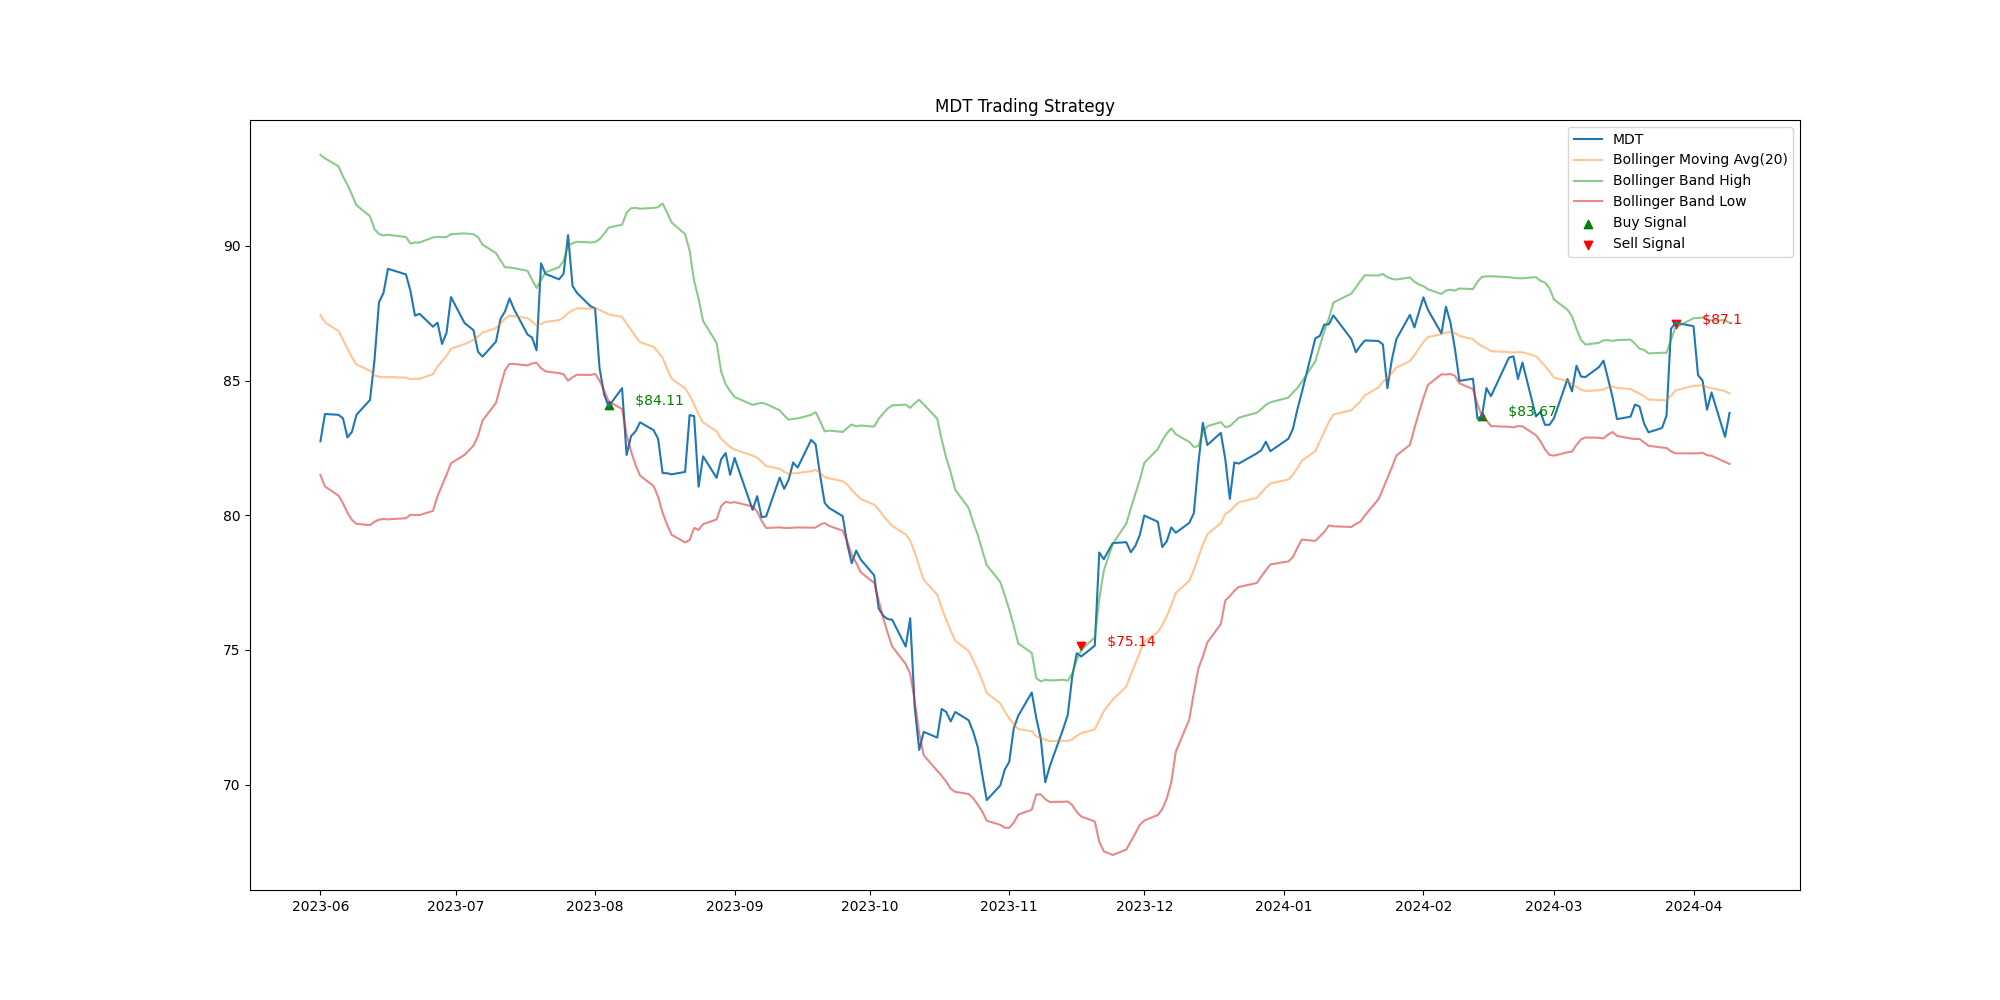 MDT Trading Strategy
MDT
Bollinger Moving Avg(20)
Bollinger Band High
Bollinger Band Low
Buy Signal
Sell Signal
90
85
80
75
70
$84.11
$75.14
$83.67
$87.1
2023-06 2023-07 2023-08 2023-09 2023-10 2023-11 2023-12 2024-01 2024-02 2024-03 2024-04